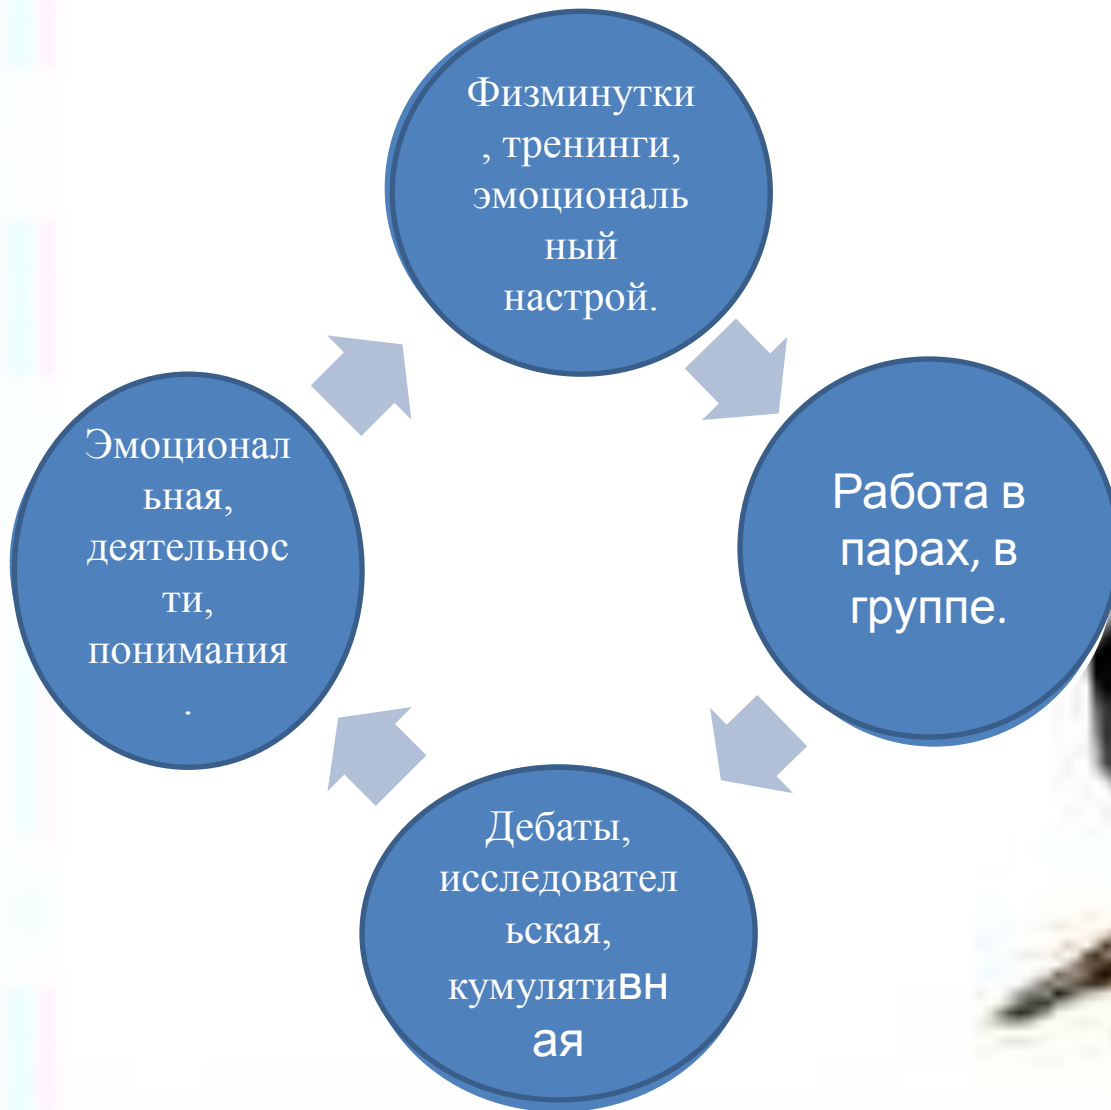 Физминутки
, тренинги,
эмоциональ
ный
настрой.
Работа в
парах, в
группе.
Дебаты,
исследовател
ьская,
кумулятивн
ая
Эмоционал
ьная,
деятельнос
ти,
понимания
.